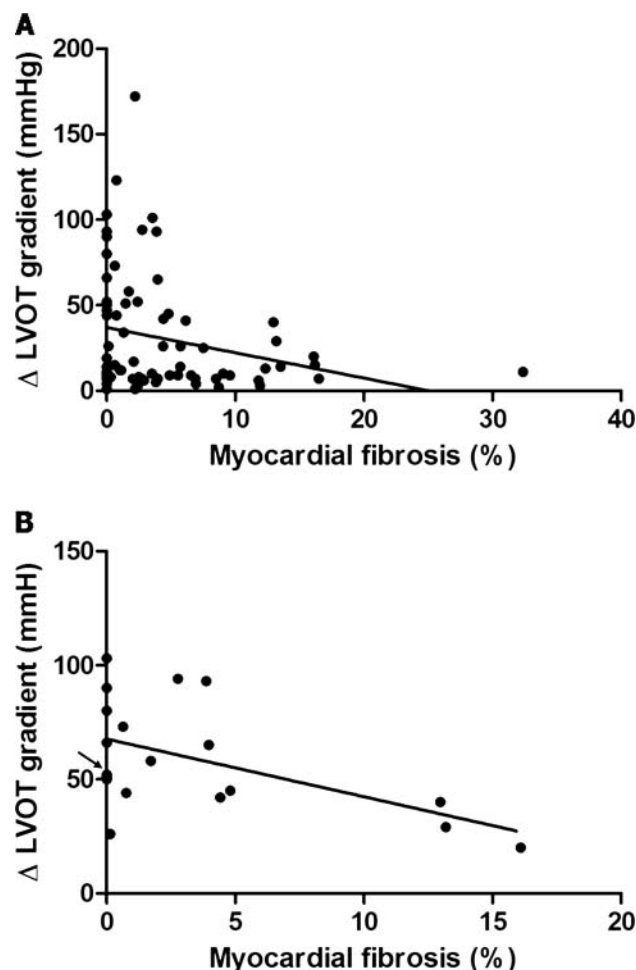 A
Δ LVOT gradient (mmHg)
200
150
100
50
0
0 10 20 30 40
Myocardial fibrosis (%)
B
Δ LVOT gradient (mmH)
150
100
50
0
0 5 10 15 20
Myocardial fibrosis (%)